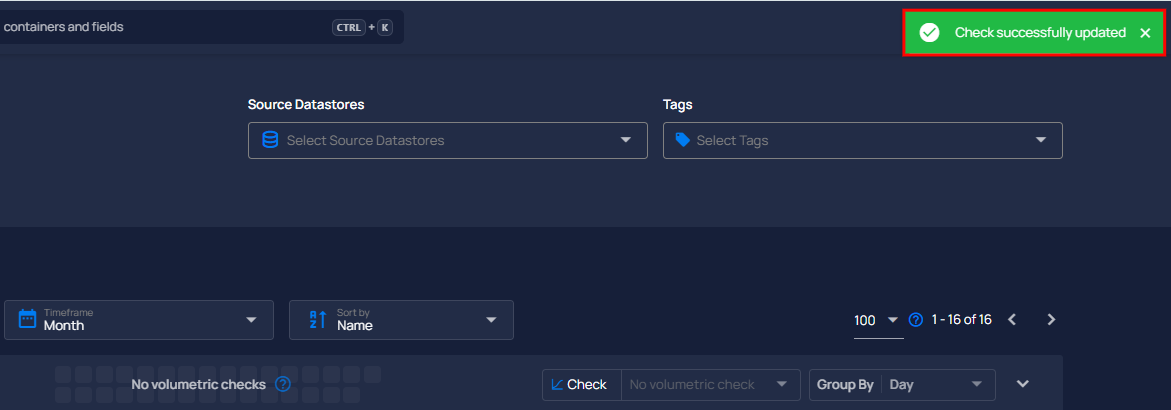 containers and fields CTRL + K
Check successfully updated
Source Datastores
Select Source Datastores
Tags
Select Tags
Timeframe
Month
Sort by
Name
100 1 - 16 of 16
No volumetric checks
Check No volumetric check
Group By Day